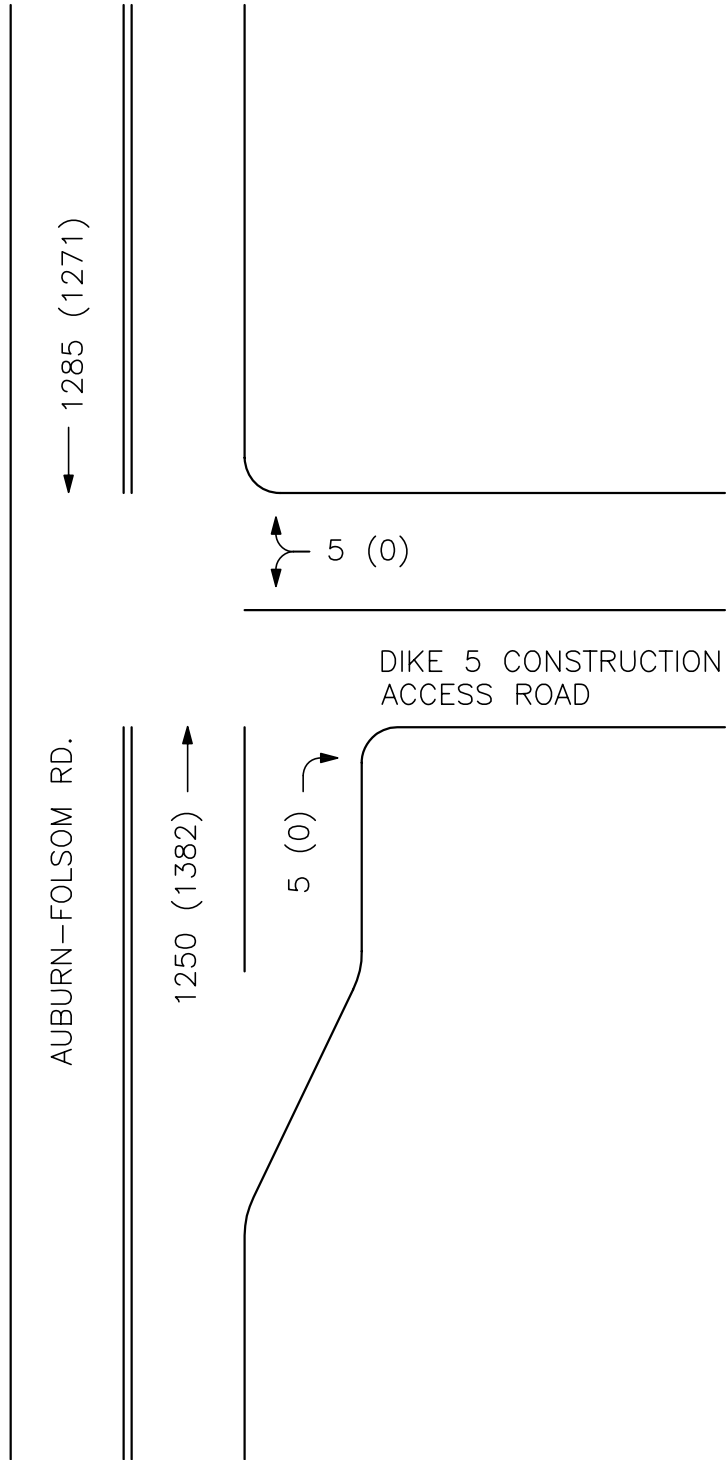 1285 (1271)
5 (0)
DIKE 5 CONSTRUCTION
ACCESS ROAD
AUBURN-FOLSOM RD.
1250 (1382)
5 (0)